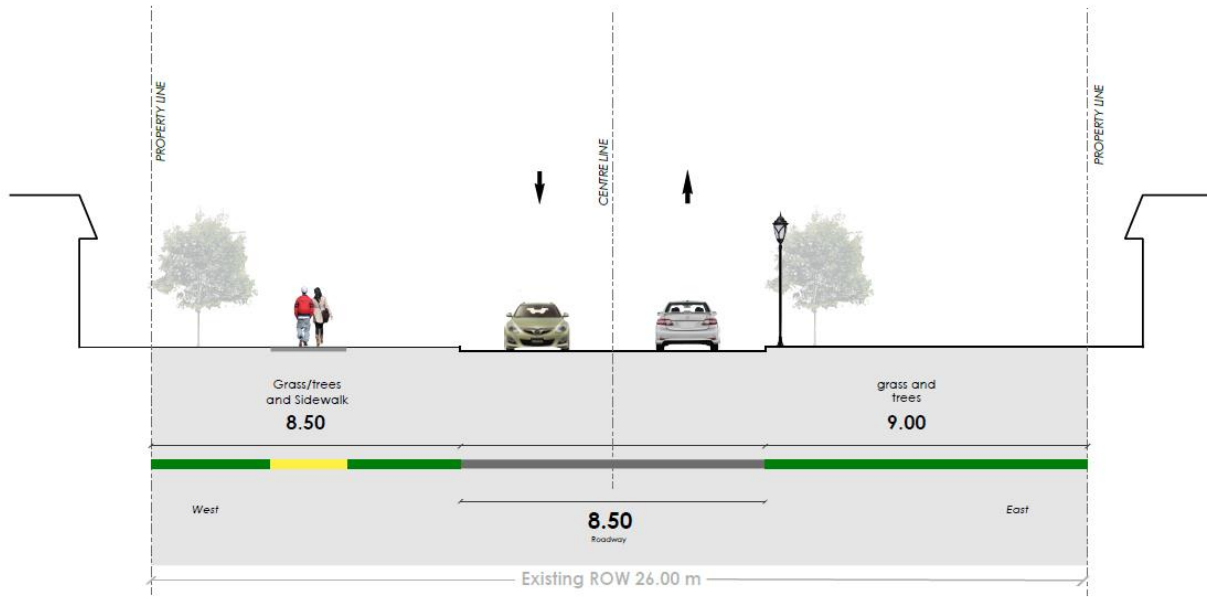 PROPERTY LINE
CENTRE LINE
PROPERTY LINE
Grass/trees
and Sidewalk
8.50
grass and
trees
9.00
West
East
8.50
Roadway
Existing ROW 26.00 m